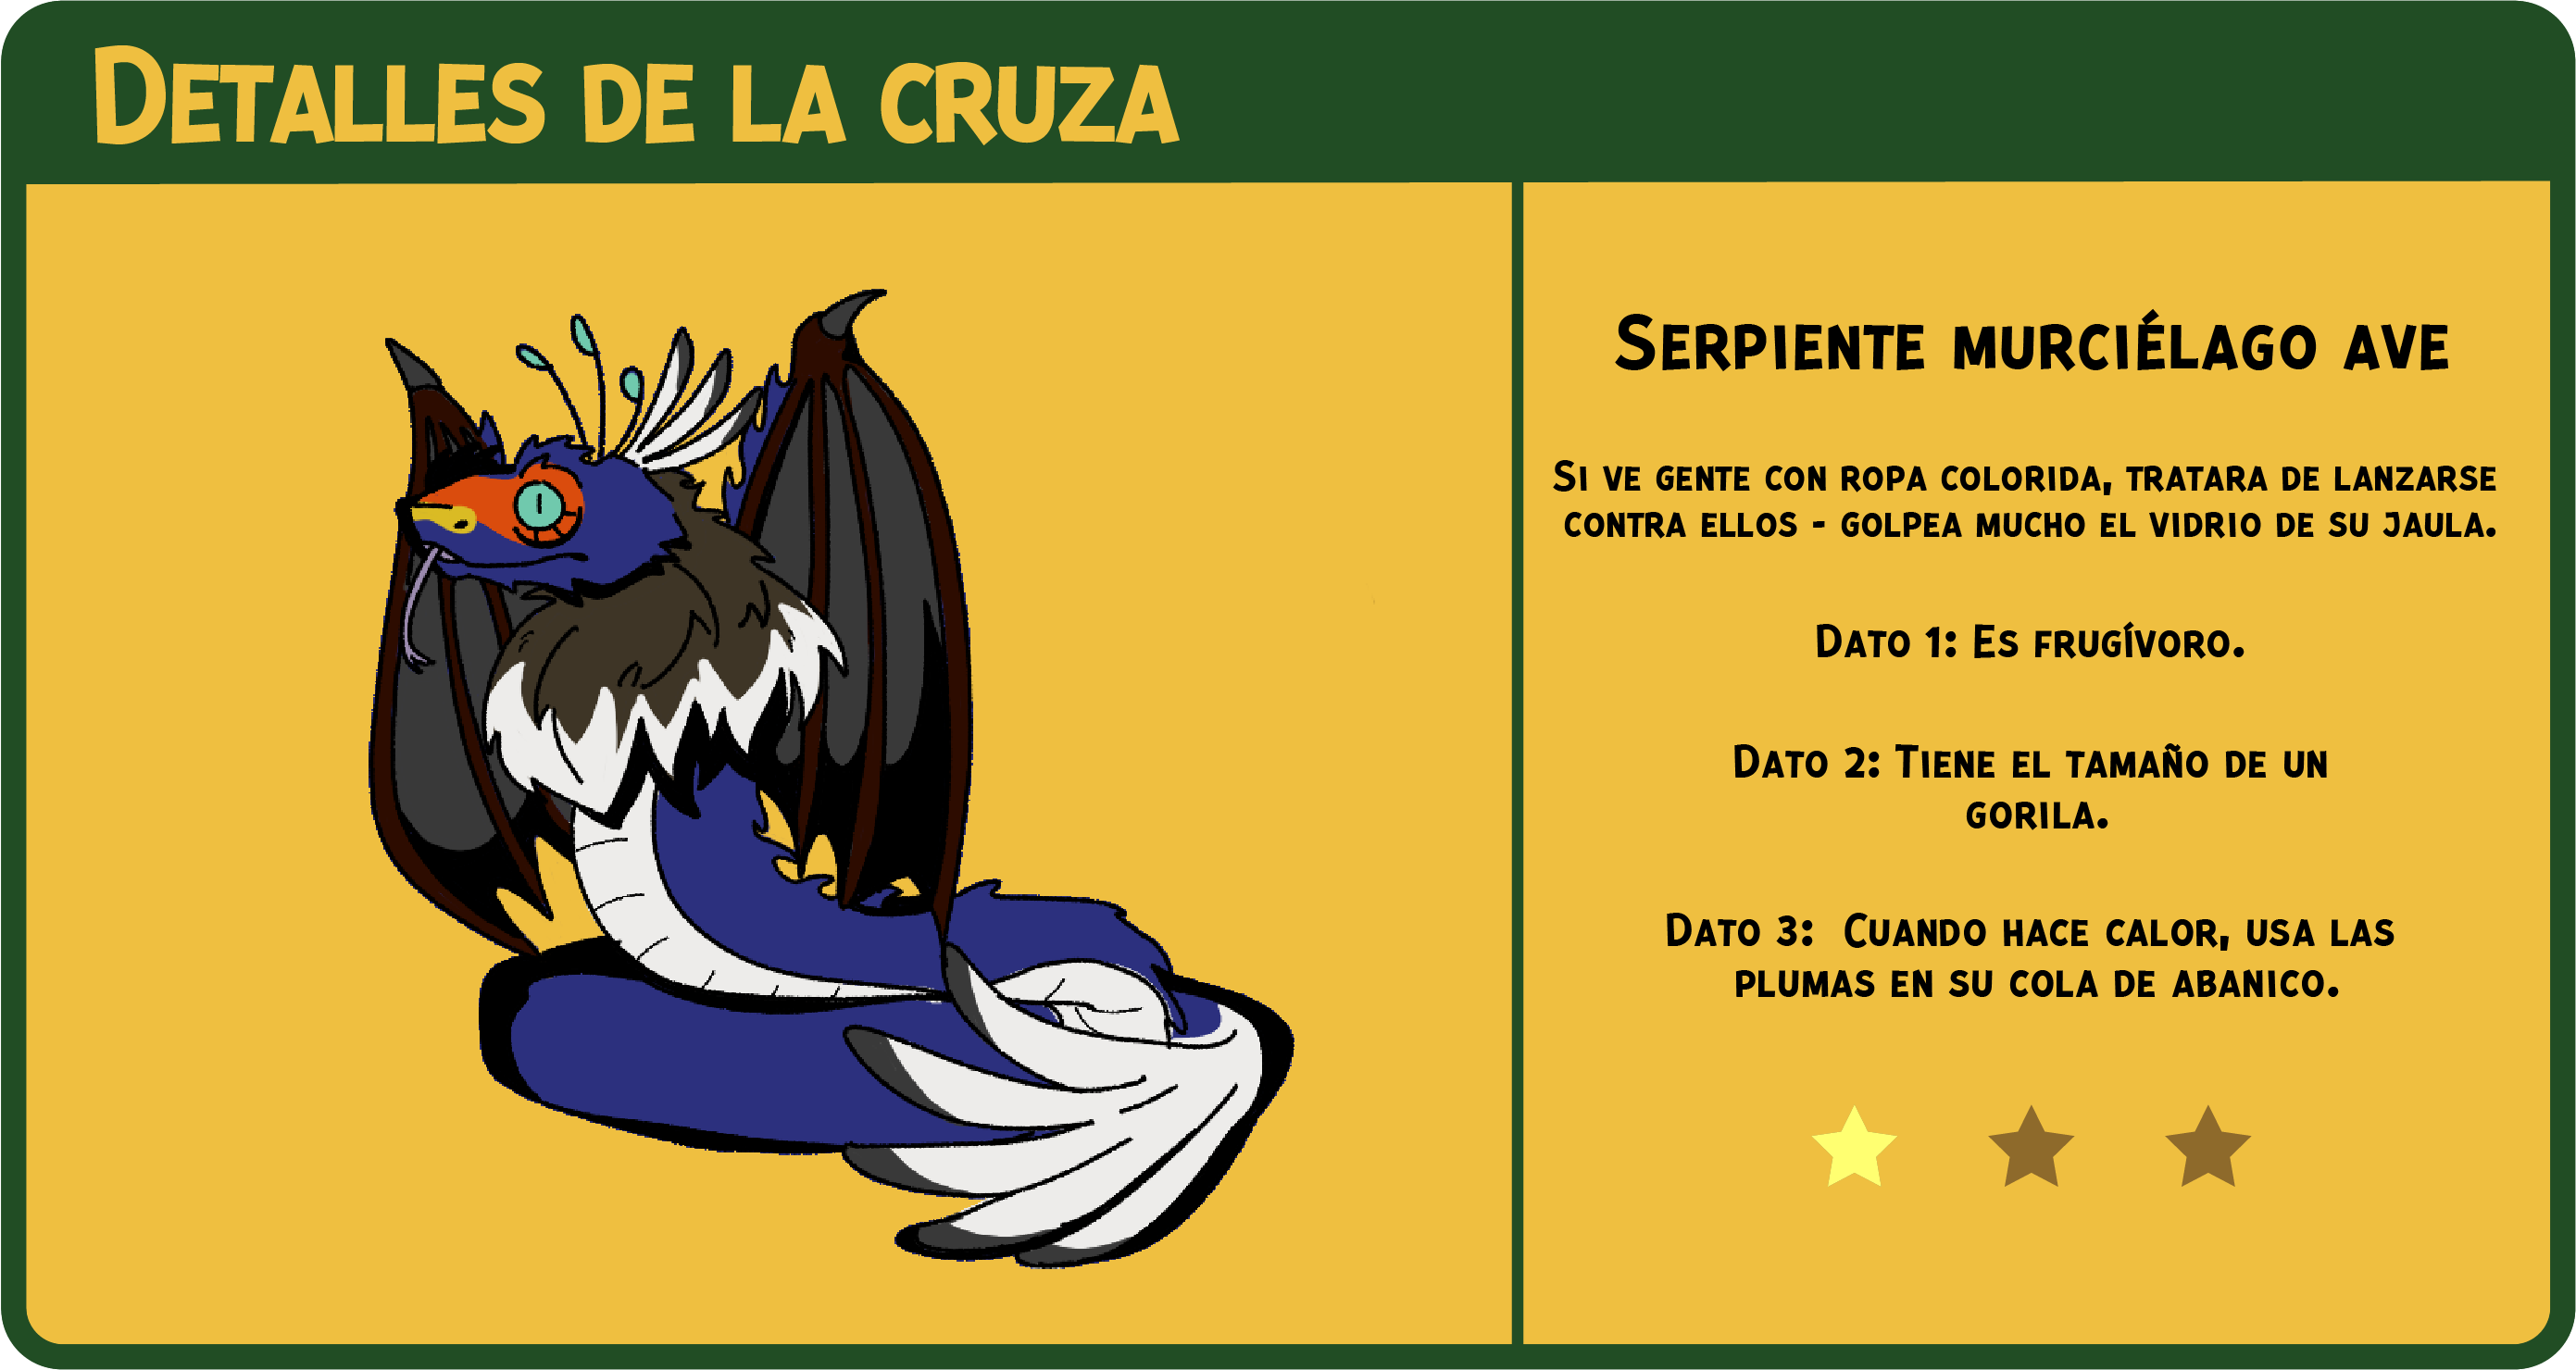 Detalles de la cruza
Serpiente murciélago ave
Si ve gente con ropa colorida, tratara de lanzarse
contra ellos - golpea mucho el vidrio de su jaula.
Dato 1: Es frugívoro.
Dato 2: Tiene el tamaño de un
gorila.
Dato 3: Cuando hace calor, usa las
plumas en su cola de abanico.